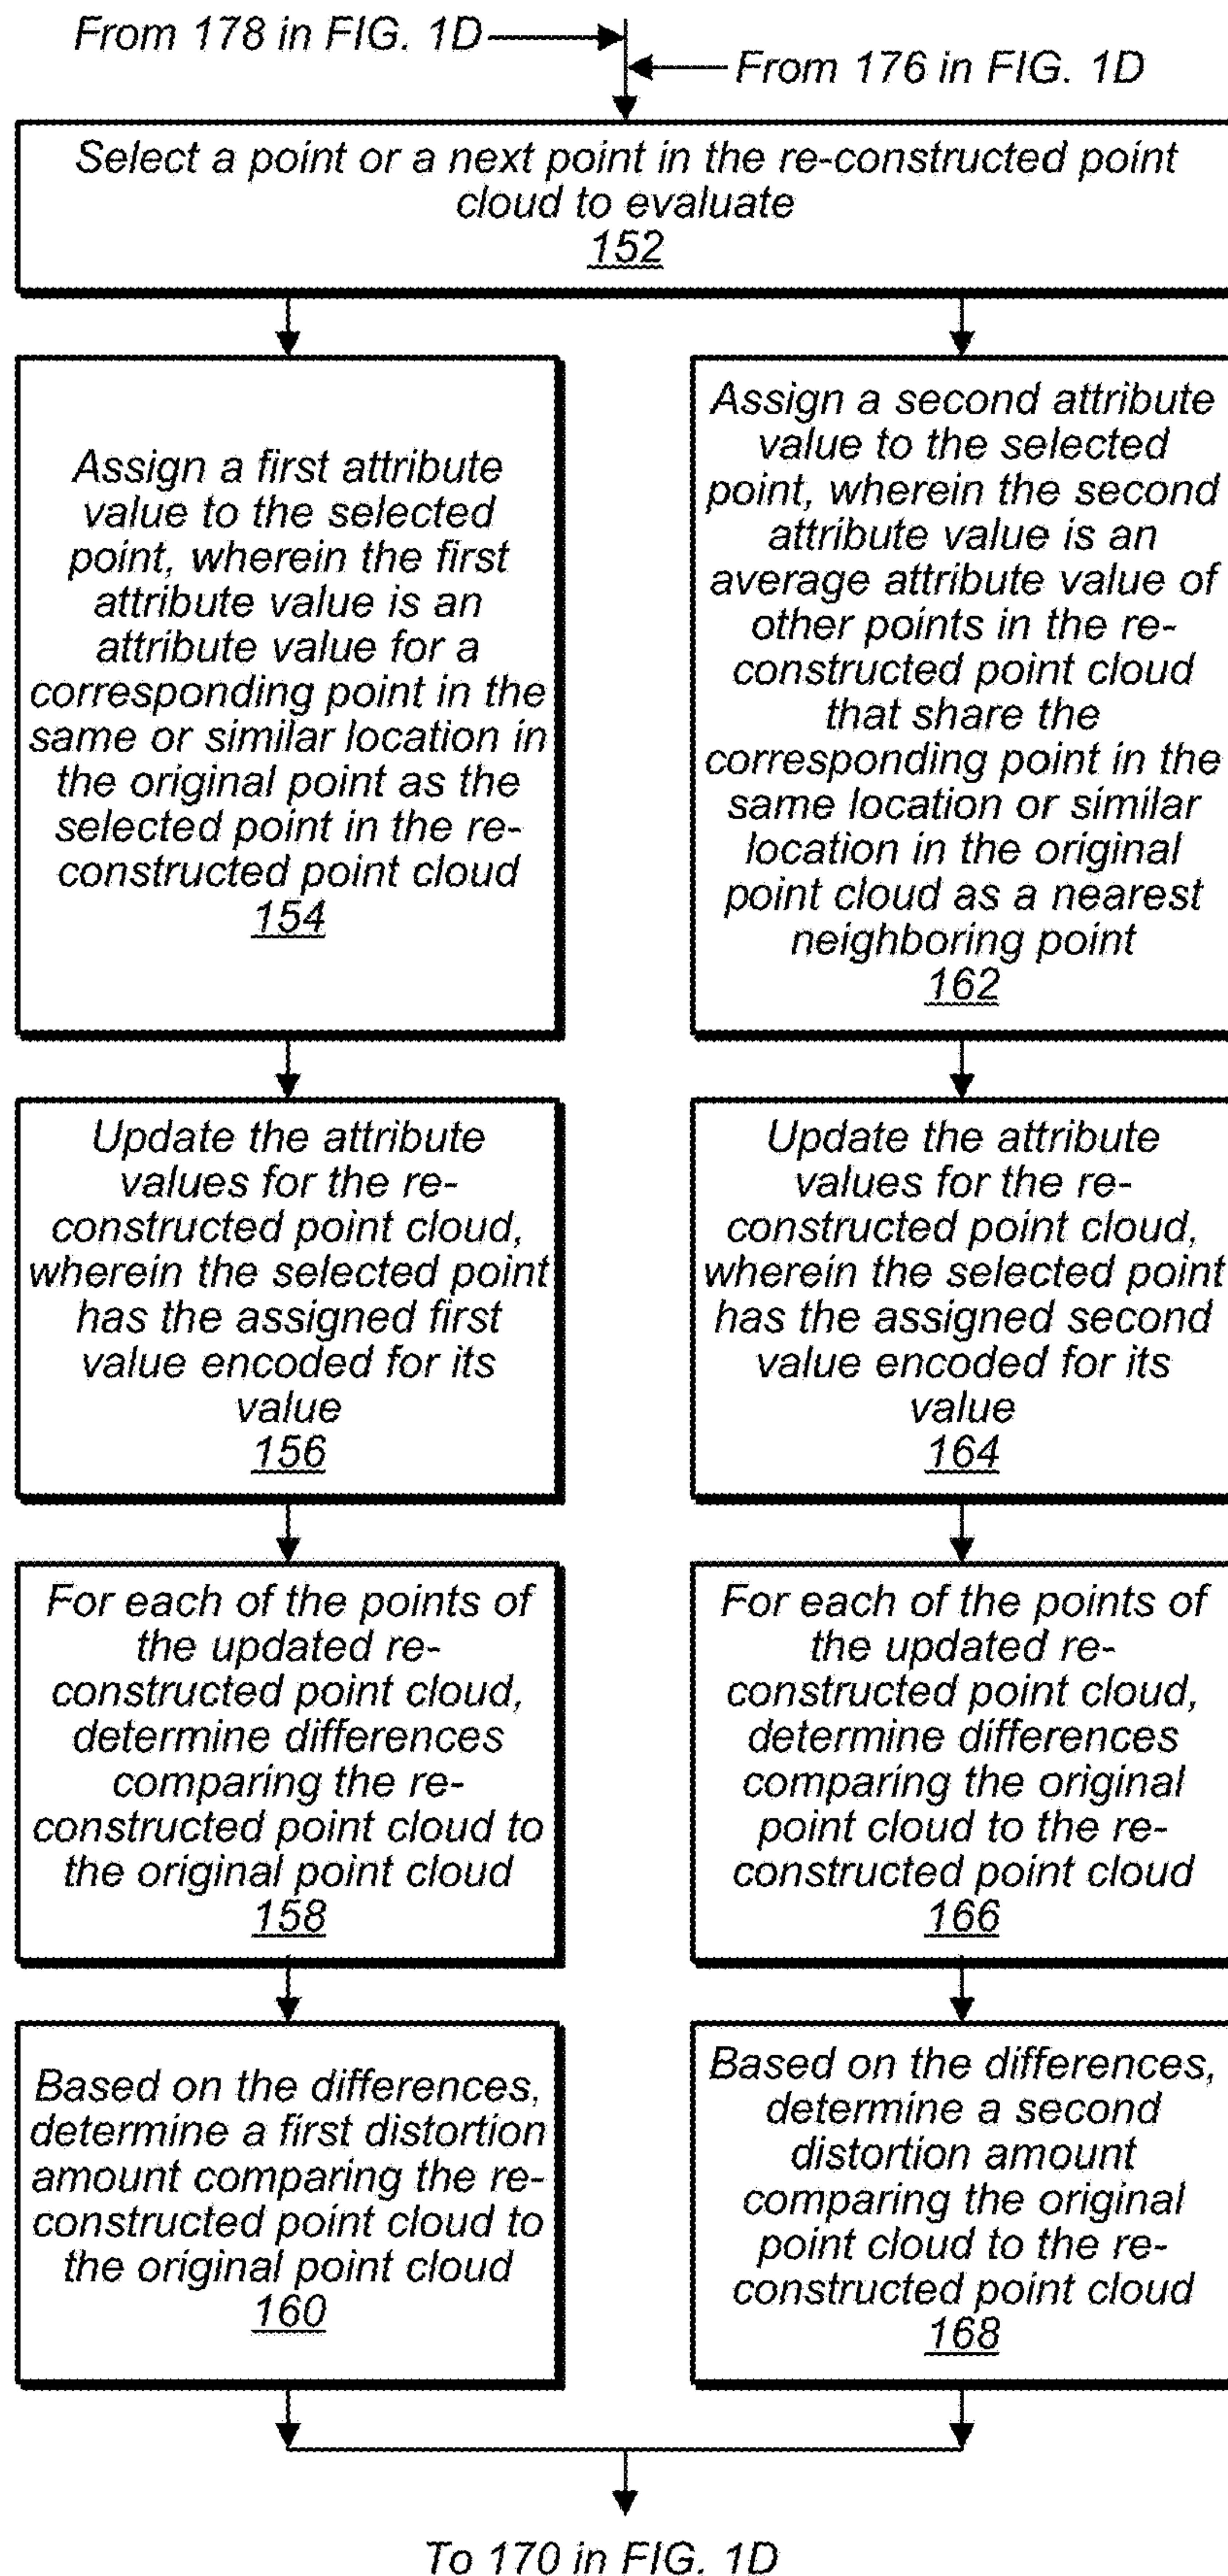 From 178 in FIG. 1D
From 176 in FIG. 1D
Select a point or a next point in the re-constructed point
cloud to evaluate
152
Assign a first attribute
value to the selected
point, wherein the first
attribute value is an
attribute value for a
corresponding point in the
same or similar location in
the original point as the
selected point in the re-
constructed point cloud
154
Update the attribute
values for the re-
constructed point cloud,
wherein the selected point
has the assigned first
value encoded for its
value
156
For each of the points of
the updated re-
constructed point cloud,
determine differences
comparing the re-
constructed point cloud to
the original point cloud
158
Based on the differences,
determine a first distortion
amount comparing the re-
constructed point cloud to
the original point cloud
160
Assign a second attribute
value to the selected
point, wherein the second
attribute value is an
average attribute value of
other points in the re-
constructed point cloud
that share the
corresponding point in the
same location or similar
location in the original
point cloud as a nearest
neighboring point
162
Update the attribute
values for the re-
constructed point cloud,
wherein the selected point
has the assigned second
value encoded for its
value
164
For each of the points of
the updated re-
constructed point cloud,
determine differences
comparing the original
point cloud to the re-
constructed point cloud
166
Based on the differences,
determine a second
distortion amount
comparing the original
point cloud to the re-
constructed point cloud
168
To 170 in FIG. 1D